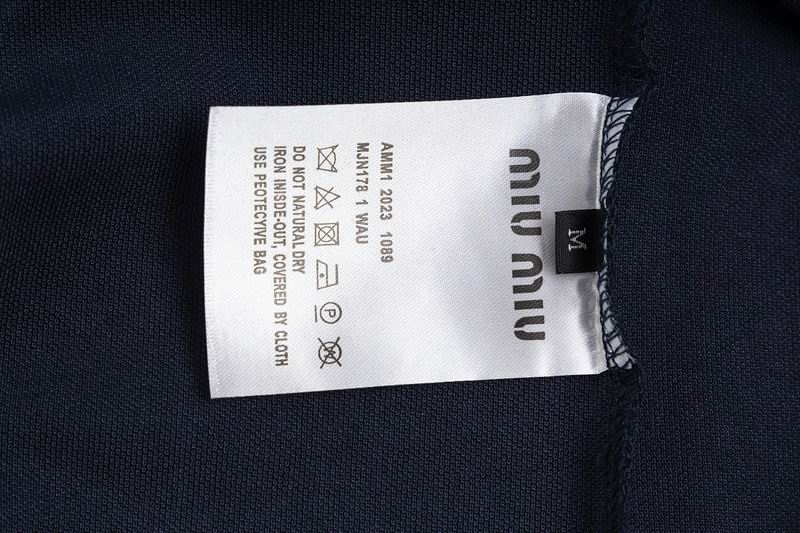 MIU MIU
M
AMM1 2023 1089
MJN178 1 WAU
P
W
DO NOT NATURAL DRY
IRON INISDE-OUT, COVERED BY CLOTH
USE PEOTECYIVE BAG